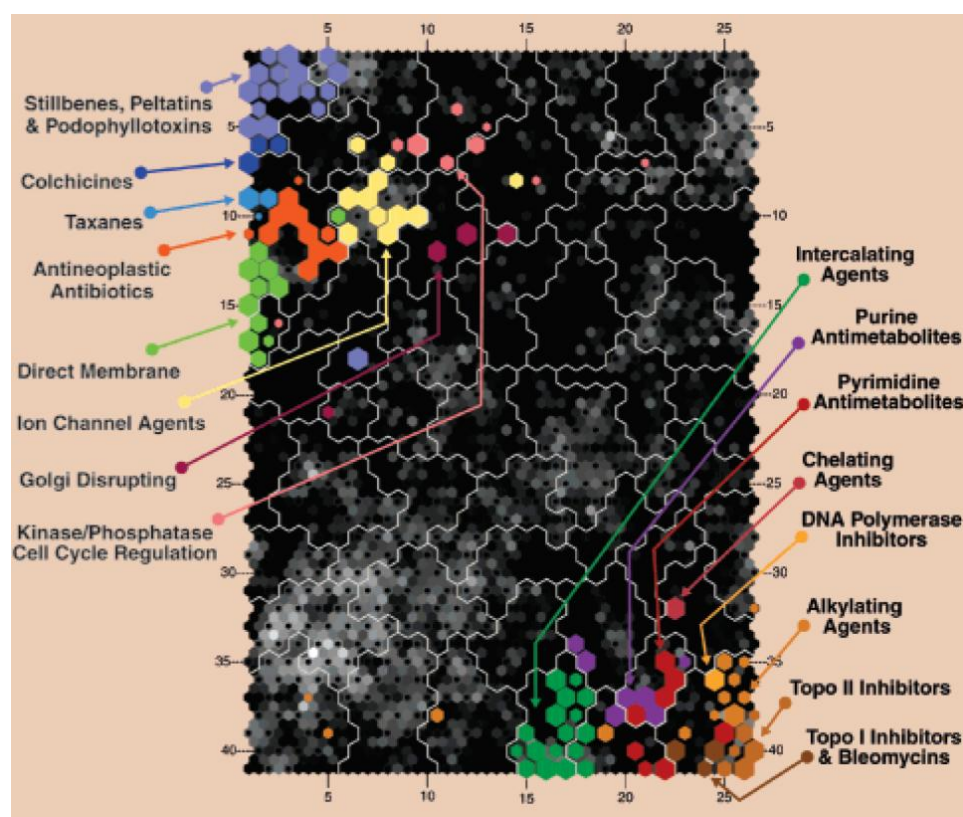 5 10 15 20 25
Stillbenes, Peltatins
& Podophyllotoxins
Colchicines
Taxanes
Antineoplastic
Antibiotics
Direct Membrane
Ion Channel Agents
Golgi Disrupting
Kinase/Phosphatase
Cell Cycle Regulation
5
10
15
20
25
30
35
40
5
10
15
20
25
30
35
40
Intercalating
Agents
Purine
Antimetabolites
Pyrimidine
Antimetabolites
Chelating
Agents
DNA Polymerase
Inhibitors
Alkylating
Agents
Topo II Inhibitors
Topo I Inhibitors
& Bleomycins
5 10 15 20 25